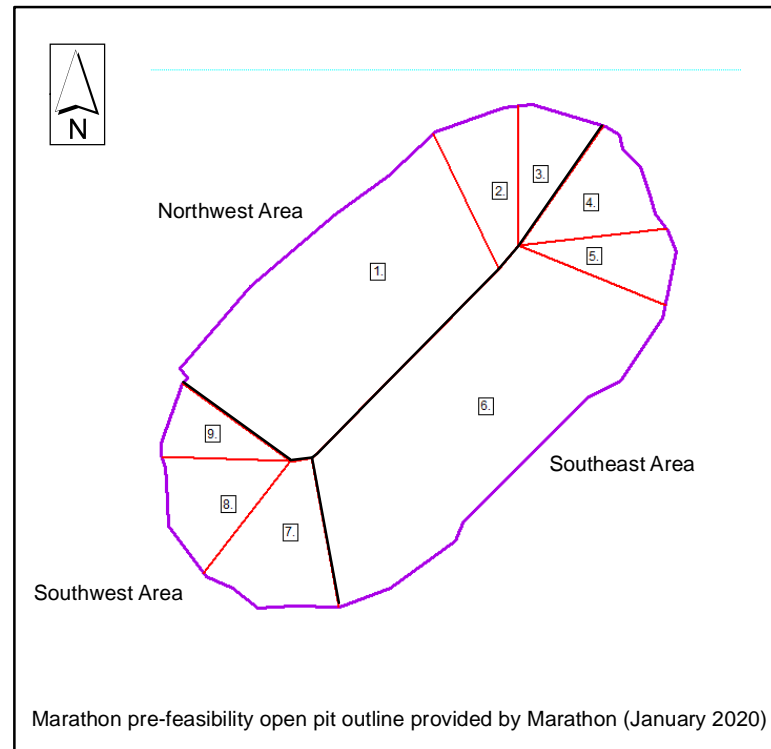 N
Northwest Area
1.
2.
3.
4.
5.
6.
Southeast Area
9.
8.
7.
Southwest Area
Marathon pre-feasibility open pit outline provided by Marathon (January 2020)